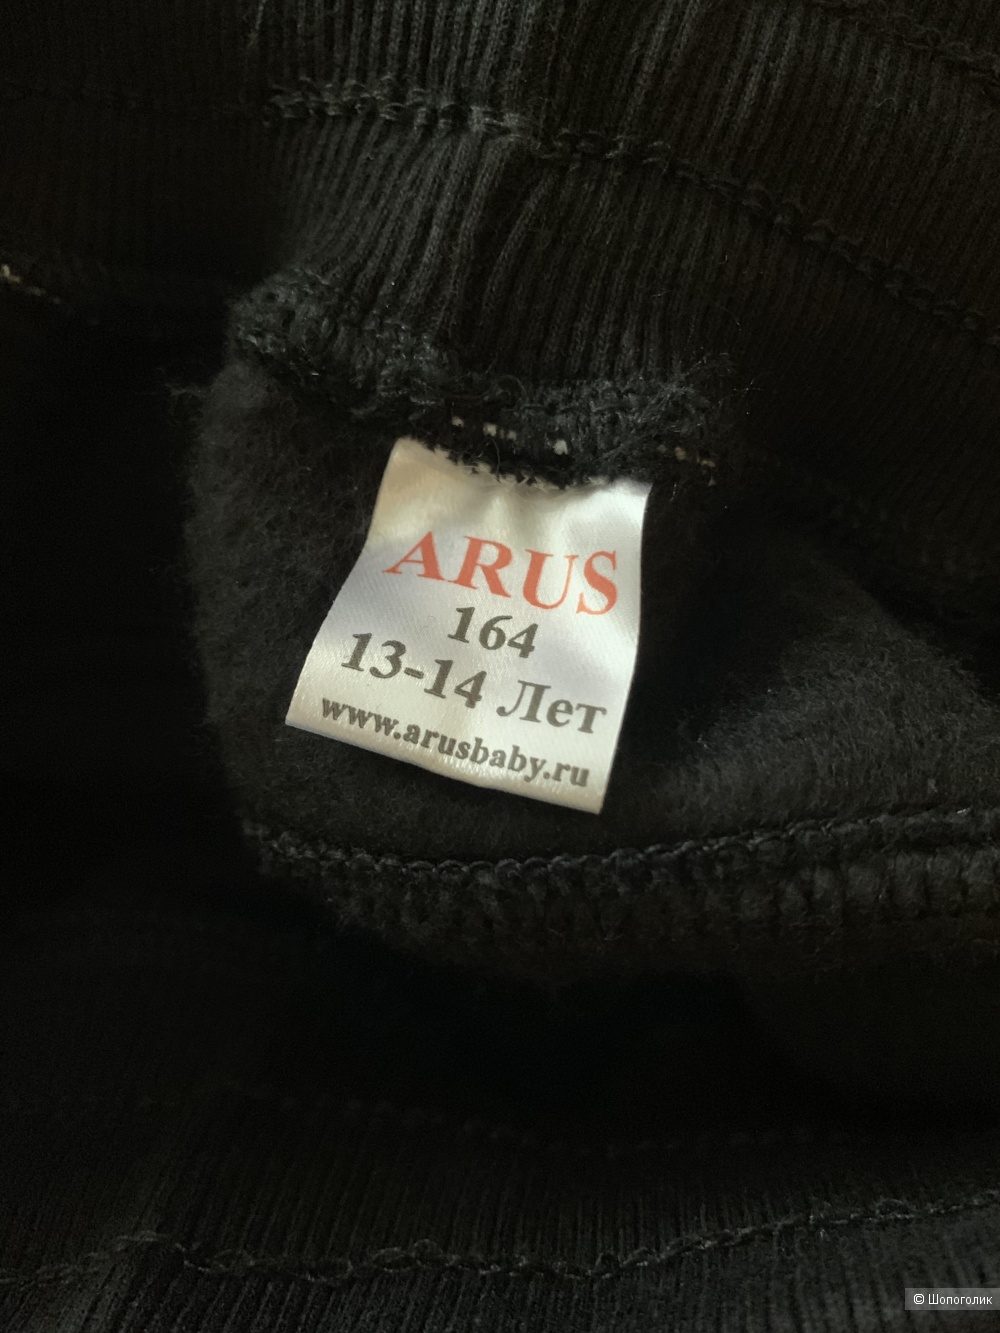 ARUS
164
13-14 Лет
www.arusbaby.ru
© Шопоголик